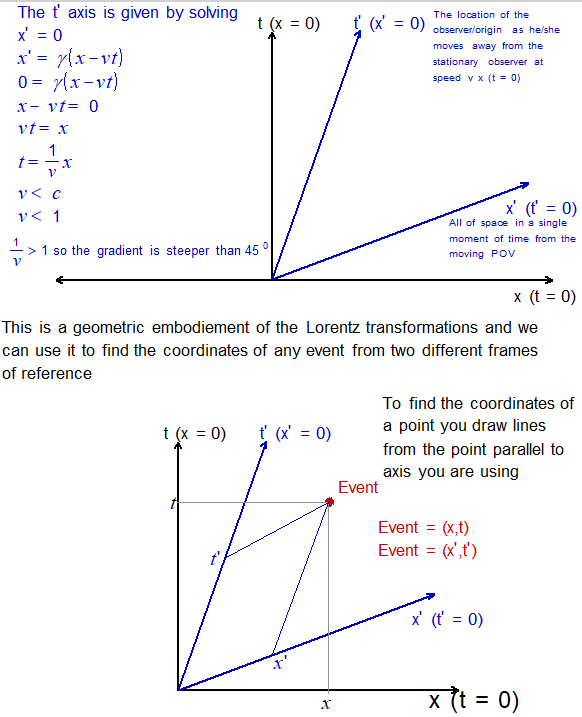 The t' axis is given by solving
x' = 0
x' = γ(x − vt)
0 = γ(x − vt)
x − vt = 0
vt = x
t = 1/v x
v < c
v < 1
1/v > 1 so the gradient is steeper than 45 0
t (x = 0)
t' (x' = 0)
The location of the
observer/origin as he/she
moves away from the
stationary observer at
speed v x (t = 0)
x' (t' = 0)
All of space in a single
moment of time from the
moving POV
x (t = 0)
This is a geometric embodiement of the Lorentz transformations and we
can use it to find the coordinates of any event from two different frames
of reference
To find the coordinates of
a point you draw lines
from the point parallel to
axis you are using
t (x = 0)
t' (x' = 0)
Event
t
Event = (x,t)
Event = (x',t')
t'
x' (t' = 0)
x'
x
x (t = 0)